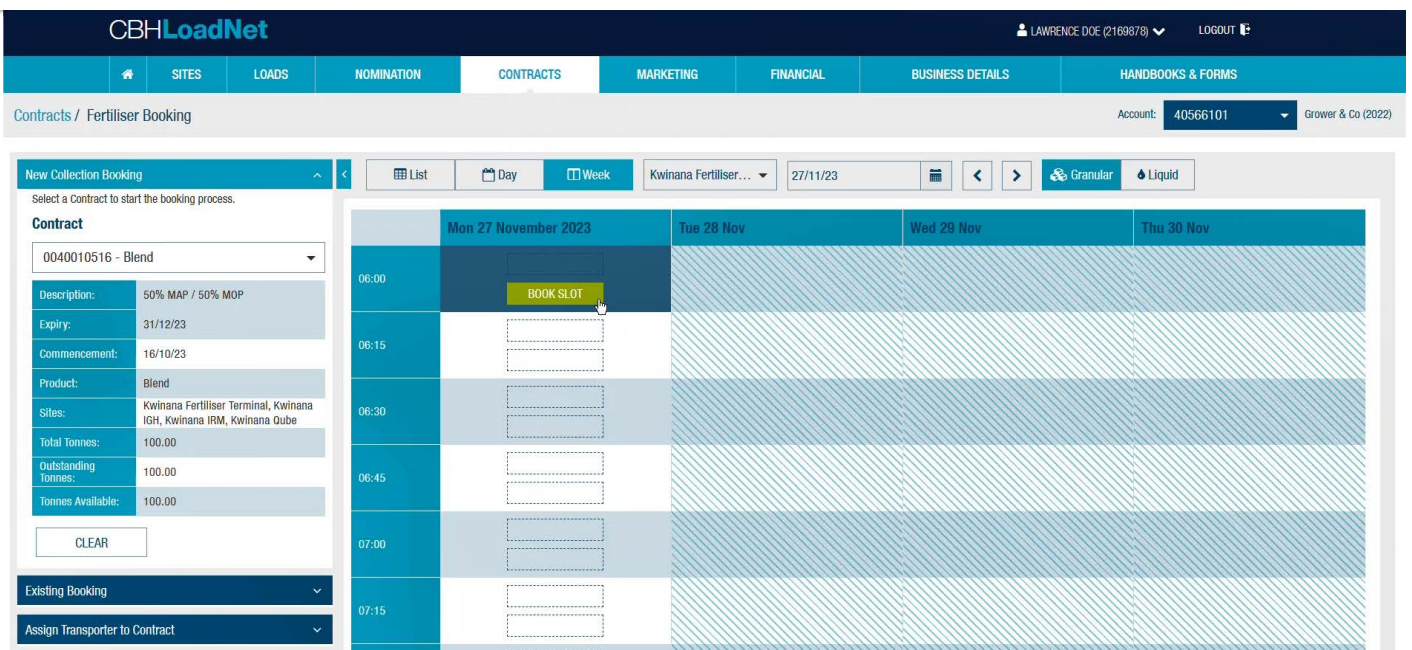 CBHLoadNet
LAWRENCE DOE (2169878)
LOGOUT
SITES
LOADS
NOMINATION
CONTRACTS
MARKETING
FINANCIAL
BUSINESS DETAILS
HANDBOOKS & FORMS
Contracts / Fertiliser Booking
Account:
40566101
Grower & Co (2022)
New Collection Booking
Select a Contract to start the booking process.
Contract
0040010516 - Blend
Description:
50% MAP / 50% MOP
Expiry:
31/12/23
Commencement:
16/10/23
Product:
Blend
Sites:
Kwinana Fertiliser Terminal, Kwinana
IGH, Kwinana IRM, Kwinana Qube
Total Tonnes:
100.00
Outstanding
Tonnes:
100.00
Tonnes Available:
100.00
CLEAR
Existing Booking
Assign Transporter to Contract
List
Day
Week
Kwinana Fertiliser...
27/11/23
Granular
Liquid
Mon 27 November 2023
Tue 28 Nov
Wed 29 Nov
Thu 30 Nov
06:00
BOOK SLOT
06:15
06:30
06:45
07:00
07:15